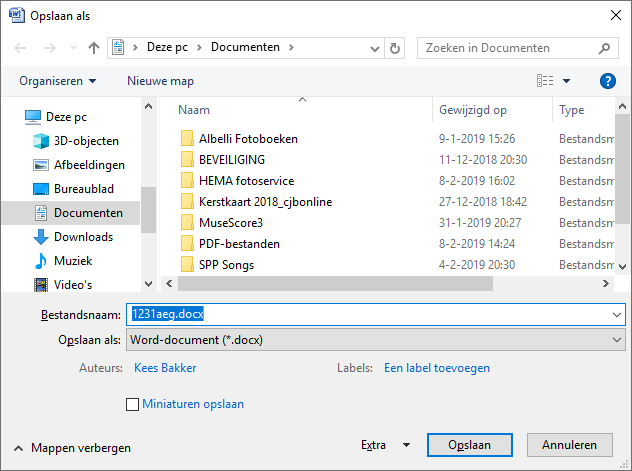 Opslaan als
Deze pc > Documenten >
Zoeken in Documenten
Organiseren
Nieuwe map
?
Naam
Gewijzigd op
Type
Deze pc
3D-objecten
Afbeeldingen
Bureaublad
Documenten
Downloads
Muziek
Video's
Albelli Fotoboeken 9-1-2019 15:26 Bestandsm
BEVEILIGING 11-12-2018 20:30 Bestandsm
HEMA fotoservice 8-2-2019 16:02 Bestandsm
Kerstkaart 2018_cjbonline 27-12-2018 18:42 Bestandsm
MuseScore3 31-1-2019 20:27 Bestandsm
PDF-bestanden 8-2-2019 14:24 Bestandsm
SPP Songs 4-2-2019 20:30 Bestandsm
Bestandsnaam: 1231aeg.docx
Opslaan als: Word-document (*.docx)
Auteurs: Kees Bakker
Labels: Een label toevoegen
Miniaturen opslaan
Mappen verbergen
Extra
Opslaan
Annuleren